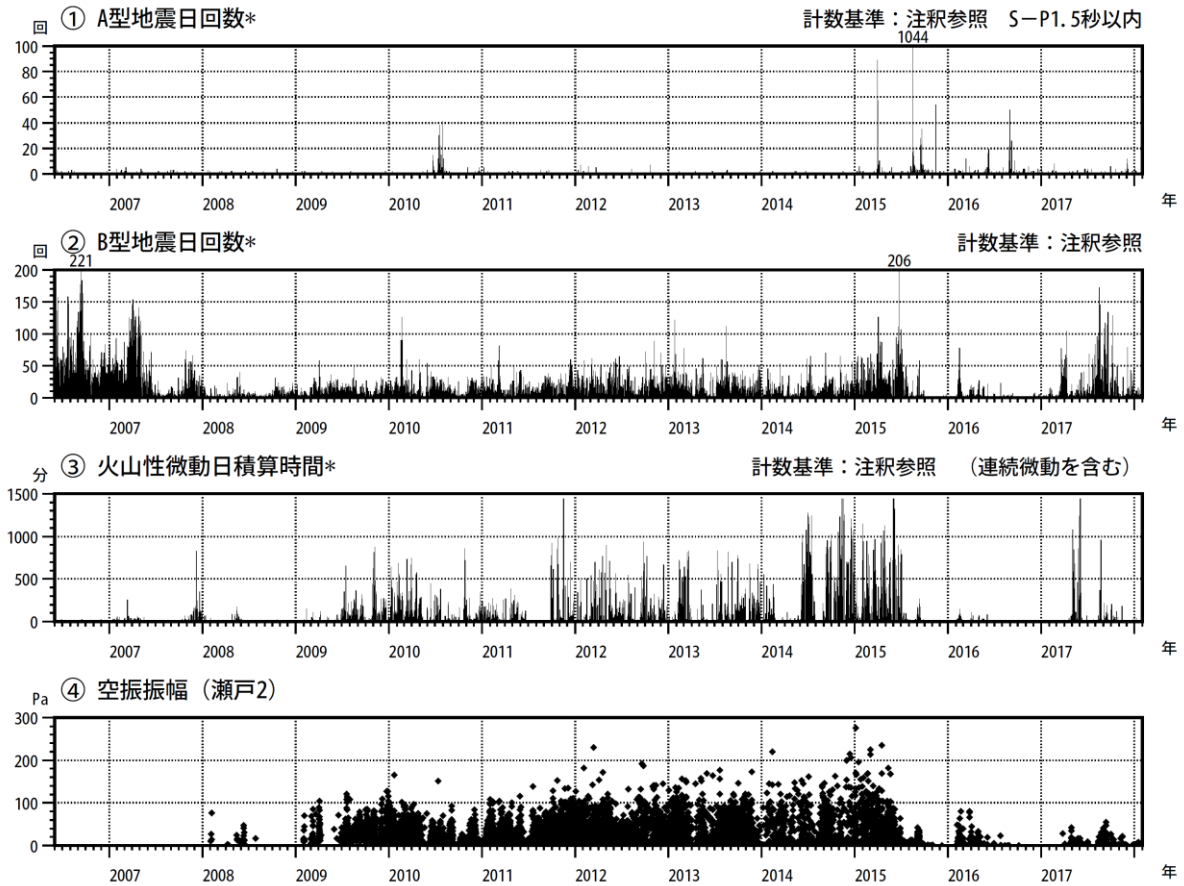 ① A型地震日回数* 計数基準：注釈参照 S－P1.5秒以内
回
1044
100
80
60
40
20
0
2007 2008 2009 2010 2011 2012 2013 2014 2015 2016 2017 年
② B型地震日回数* 計数基準：注釈参照
回
221 206
200
150
100
50
0
2007 2008 2009 2010 2011 2012 2013 2014 2015 2016 2017 年
③ 火山性微動日積算時間* 計数基準：注釈参照 （連続微動を含む）
分
1500
1000
500
0
2007 2008 2009 2010 2011 2012 2013 2014 2015 2016 2017 年
④ 空振振幅（瀬戸2）
Pa
300
200
100
0
2007 2008 2009 2010 2011 2012 2013 2014 2015 2016 2017 年